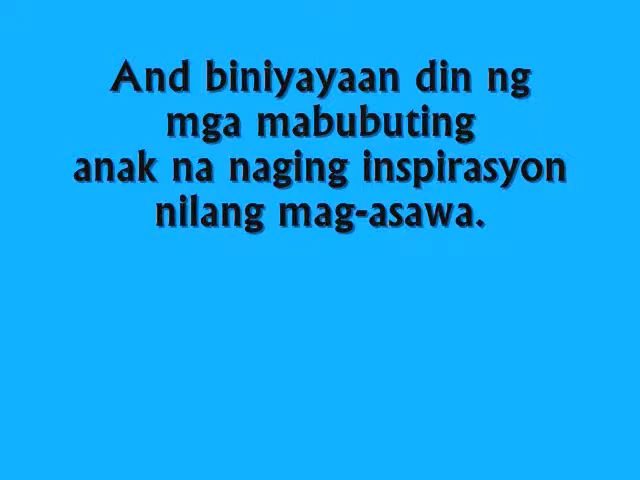 And biniyayaan din ng
mga mabubuting
anak na naging inspirasyon
nilang mag-asawa.